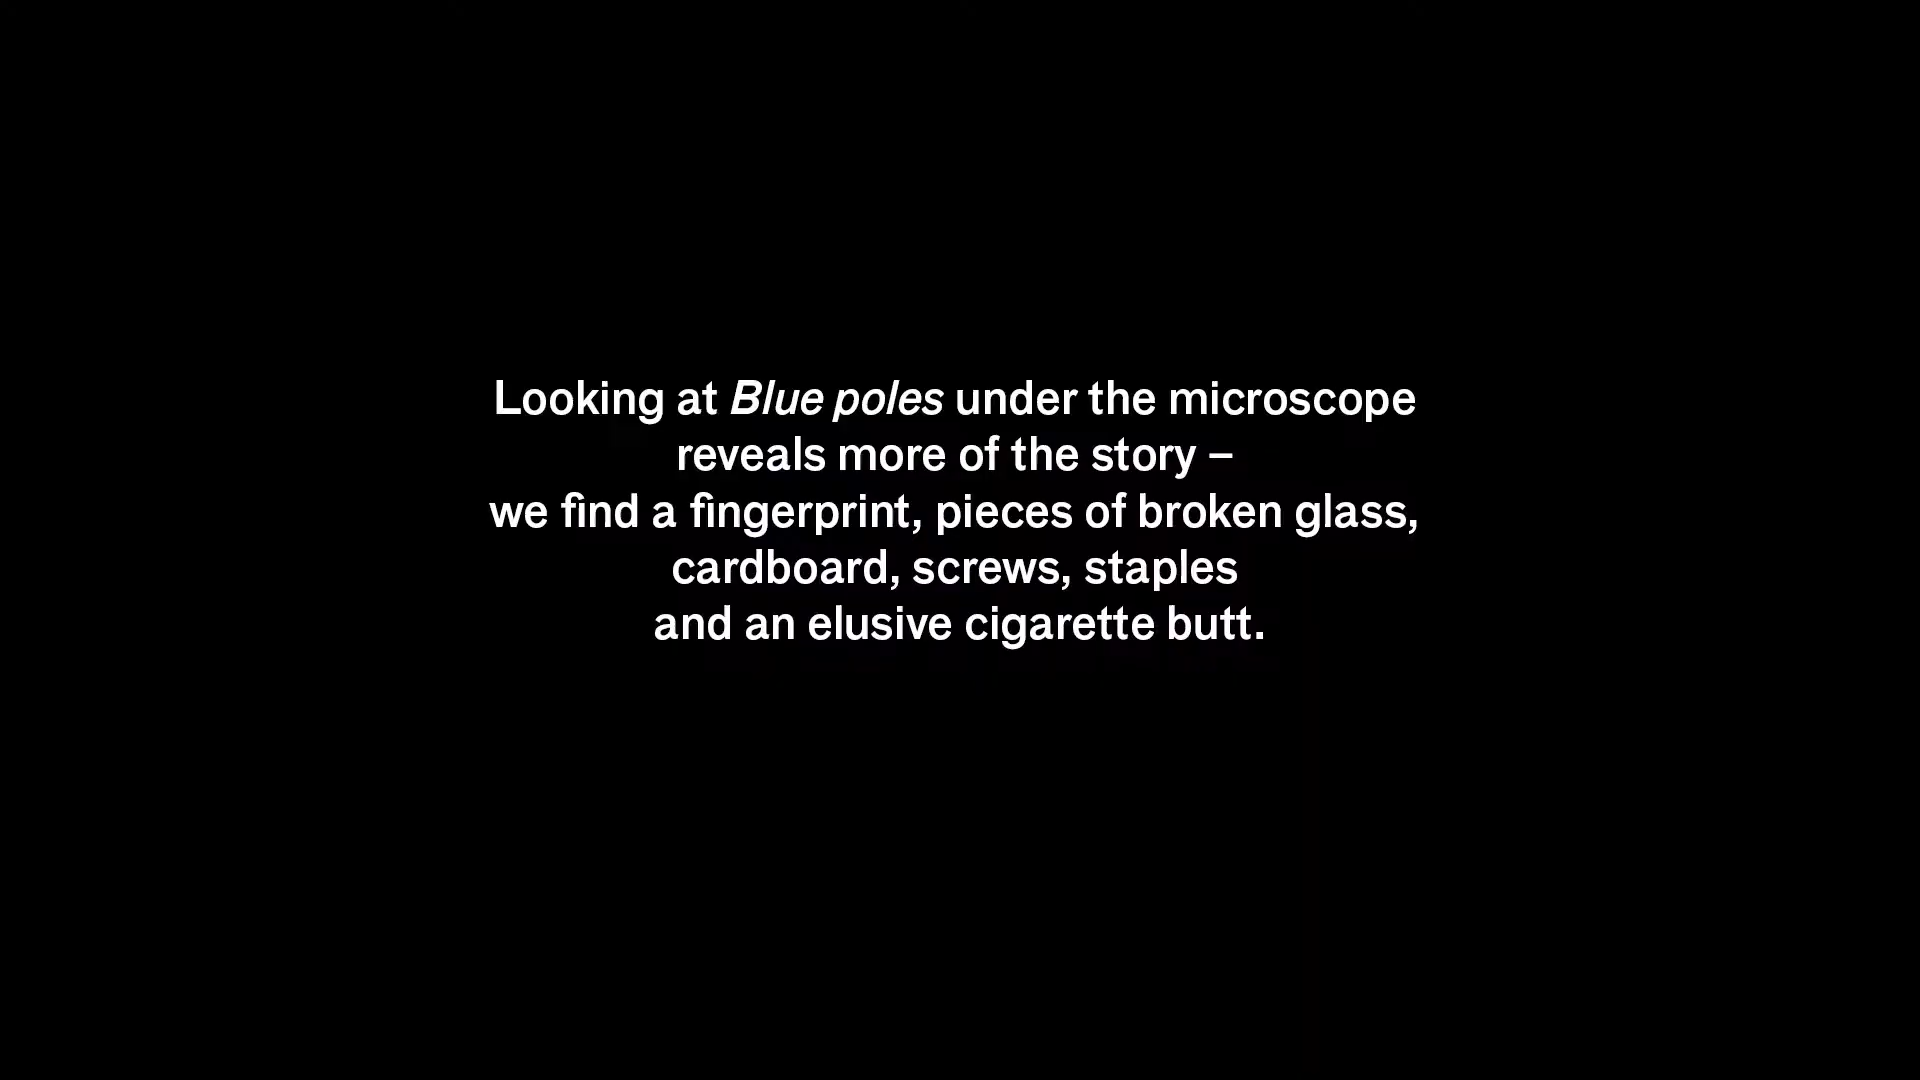 Looking at Blue poles under the microscope
reveals more of the story –
we find a fingerprint, pieces of broken glass,
cardboard, screws, staples
and an elusive cigarette butt.